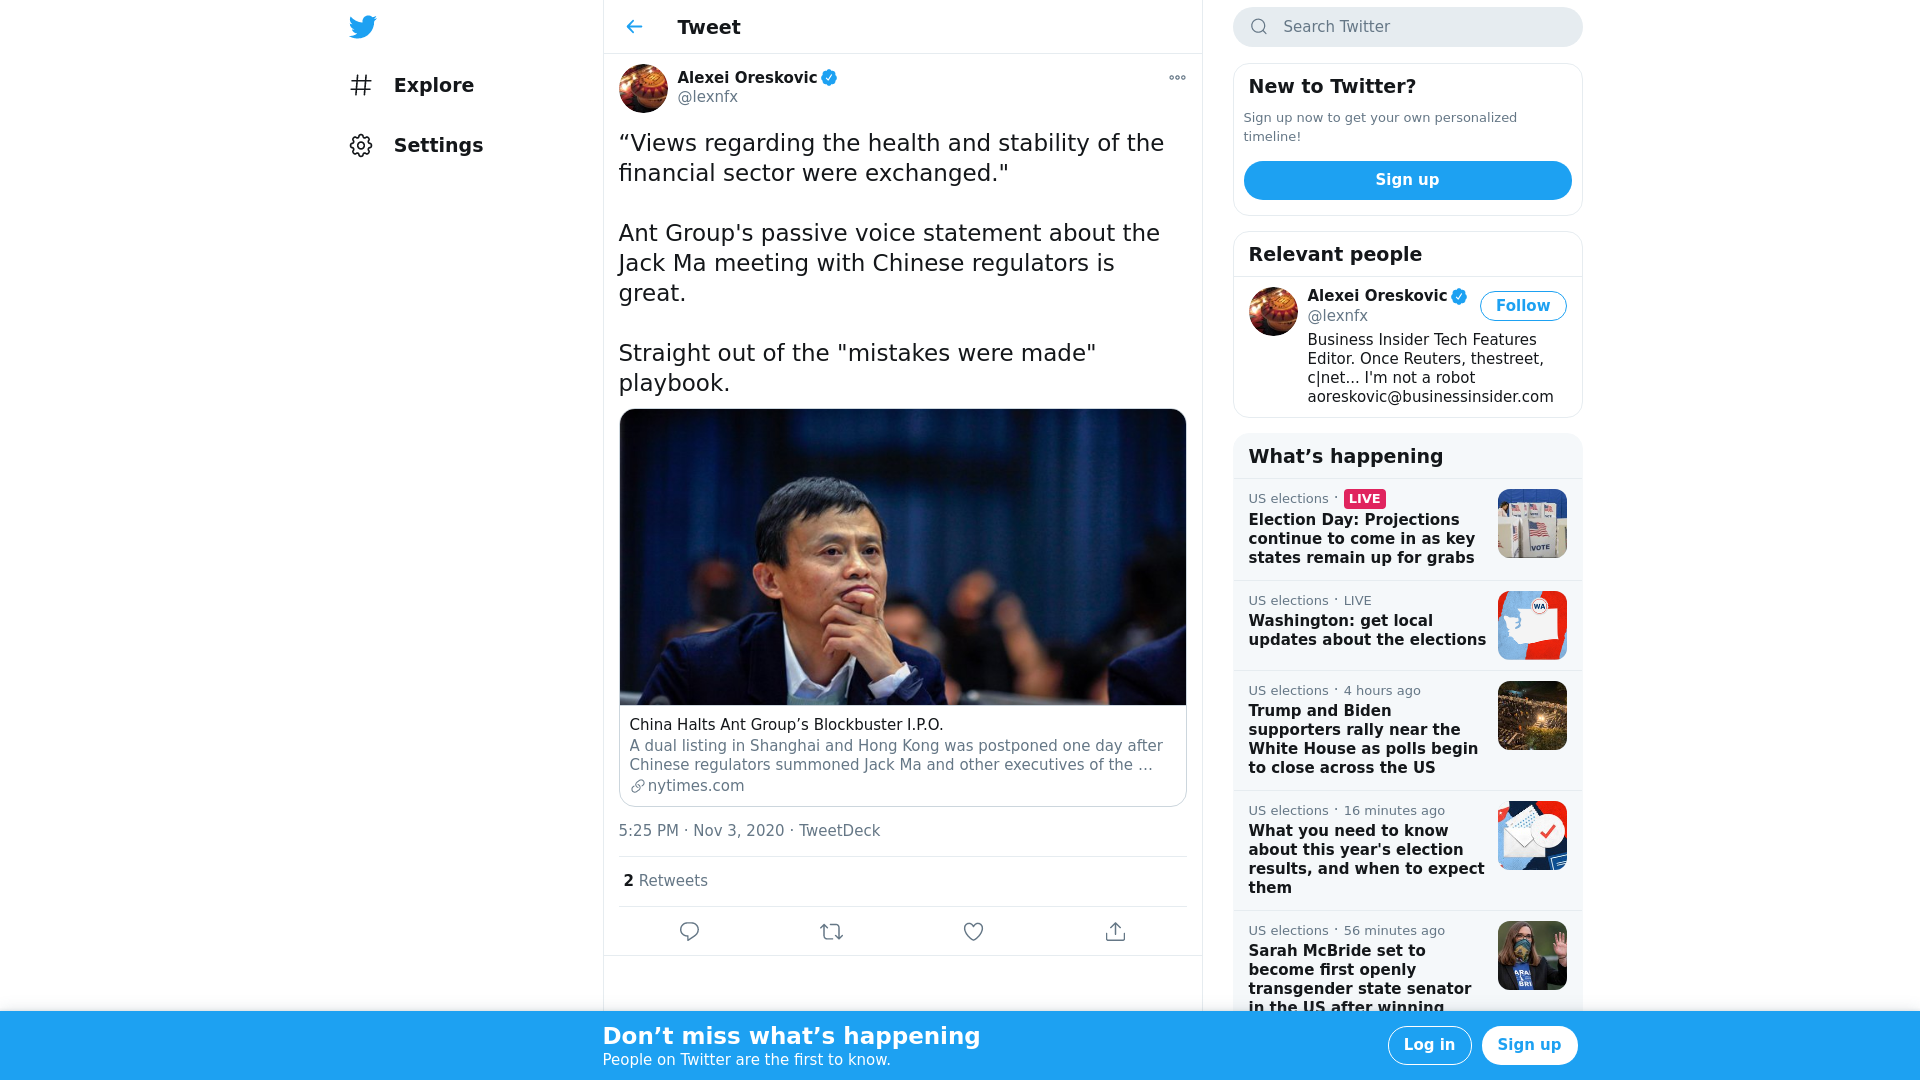 Explore
Settings
Tweet
Alexei Oreskovic
@lexnfx
“Views regarding the health and stability of the
financial sector were exchanged."
Ant Group's passive voice statement about the
Jack Ma meeting with Chinese regulators is
great.
Straight out of the "mistakes were made"
playbook.
China Halts Ant Group’s Blockbuster I.P.O.
A dual listing in Shanghai and Hong Kong was postponed one day after
Chinese regulators summoned Jack Ma and other executives of the …
nytimes.com
5:25 PM · Nov 3, 2020 · TweetDeck
2 Retweets
Search Twitter
New to Twitter?
Sign up now to get your own personalized
timeline!
Sign up
Relevant people
Alexei Oreskovic
@lexnfx
Follow
Business Insider Tech Features
Editor. Once Reuters, thestreet,
c|net... I'm not a robot
aoreskovic@businessinsider.com
What’s happening
US elections · LIVE
Election Day: Projections
continue to come in as key
states remain up for grabs
VOTE
US elections · LIVE
Washington: get local
updates about the elections
WA
US elections · 4 hours ago
Trump and Biden
supporters rally near the
White House as polls begin
to close across the US
US elections · 16 minutes ago
What you need to know
about this year's election
results, and when to expect
them
US elections · 56 minutes ago
Sarah McBride set to
become first openly
transgender state senator
in the US after winning
Don’t miss what’s happening
People on Twitter are the first to know.
Log in
Sign up